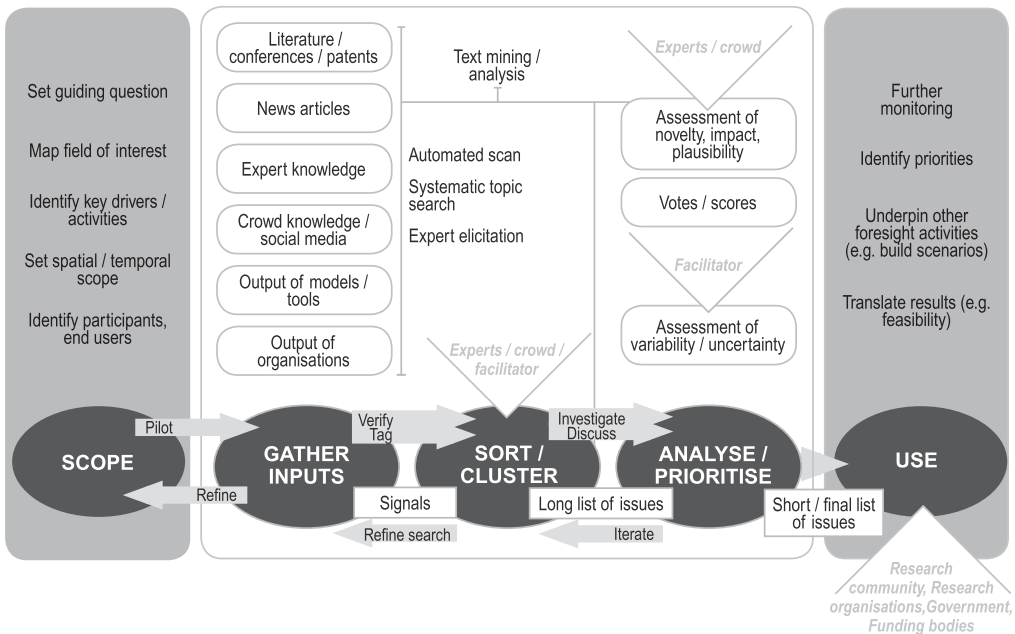 Set guiding question
Map field of interest
Identify key drivers /
activities
Set spatial / temporal
scope
Identify participants,
end users
Literature /
conferences / patents
News articles
Expert knowledge
Crowd knowledge /
social media
Output of models /
tools
Output of
organisations
Text mining /
analysis
Automated scan
Systematic topic
search
Expert elicitation
Experts / crowd /
facilitator
Experts / crowd
Assessment of
novelty, impact,
plausibility
Votes / scores
Facilitator
Assessment of
variability / uncertainty
Further
monitoring
Identify priorities
Underpin other
foresight activities
(e.g. build scenarios)
Translate results (e.g.
feasibility)
SCOPE
Pilot
Refine
GATHER
INPUTS
Verify
Tag
Signals
Refine search
SORT /
CLUSTER
Investigate
Discuss
Long list of issues
Iterate
ANALYSE /
PRIORITISE
Short / final list
of issues
USE
Research
community, Research
organisations,Government,
Funding bodies